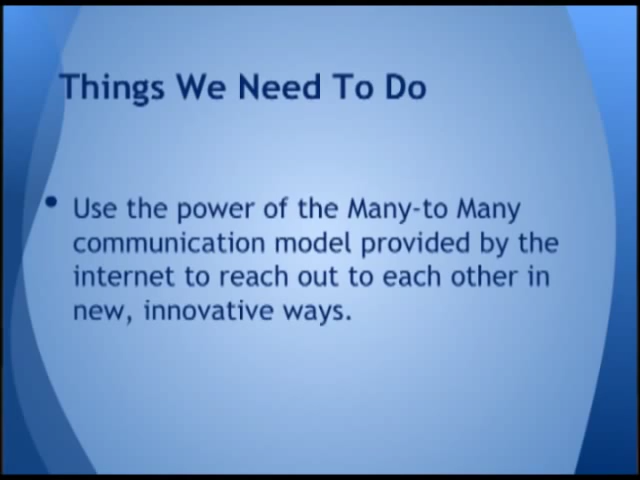 Things We Need To Do
• Use the power of the Many-to Many
communication model provided by the
internet to reach out to each other in
new, innovative ways.